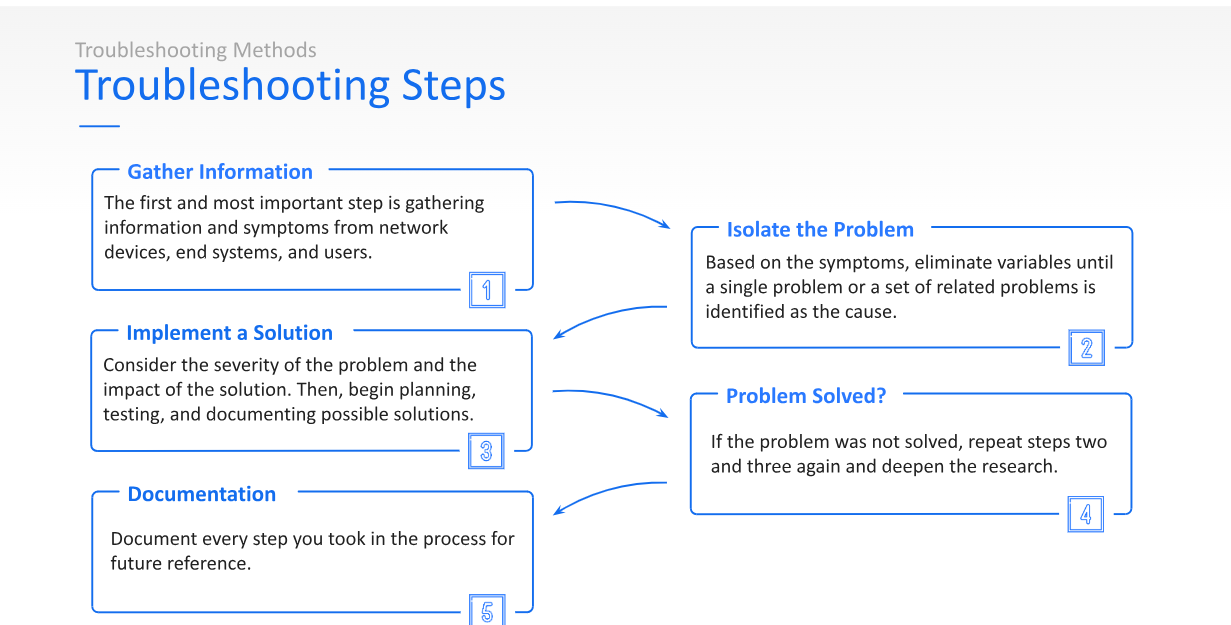 Troubleshooting Methods
Troubleshooting Steps
Gather Information
The first and most important step is gathering
information and symptoms from network
devices, end systems, and users.
1
Isolate the Problem
Based on the symptoms, eliminate variables until
a single problem or a set of related problems is
identified as the cause.
2
Implement a Solution
Consider the severity of the problem and the
impact of the solution. Then, begin planning,
testing, and documenting possible solutions.
3
Problem Solved?
If the problem was not solved, repeat steps two
and three again and deepen the research.
4
Documentation
Document every step you took in the process for
future reference.
5